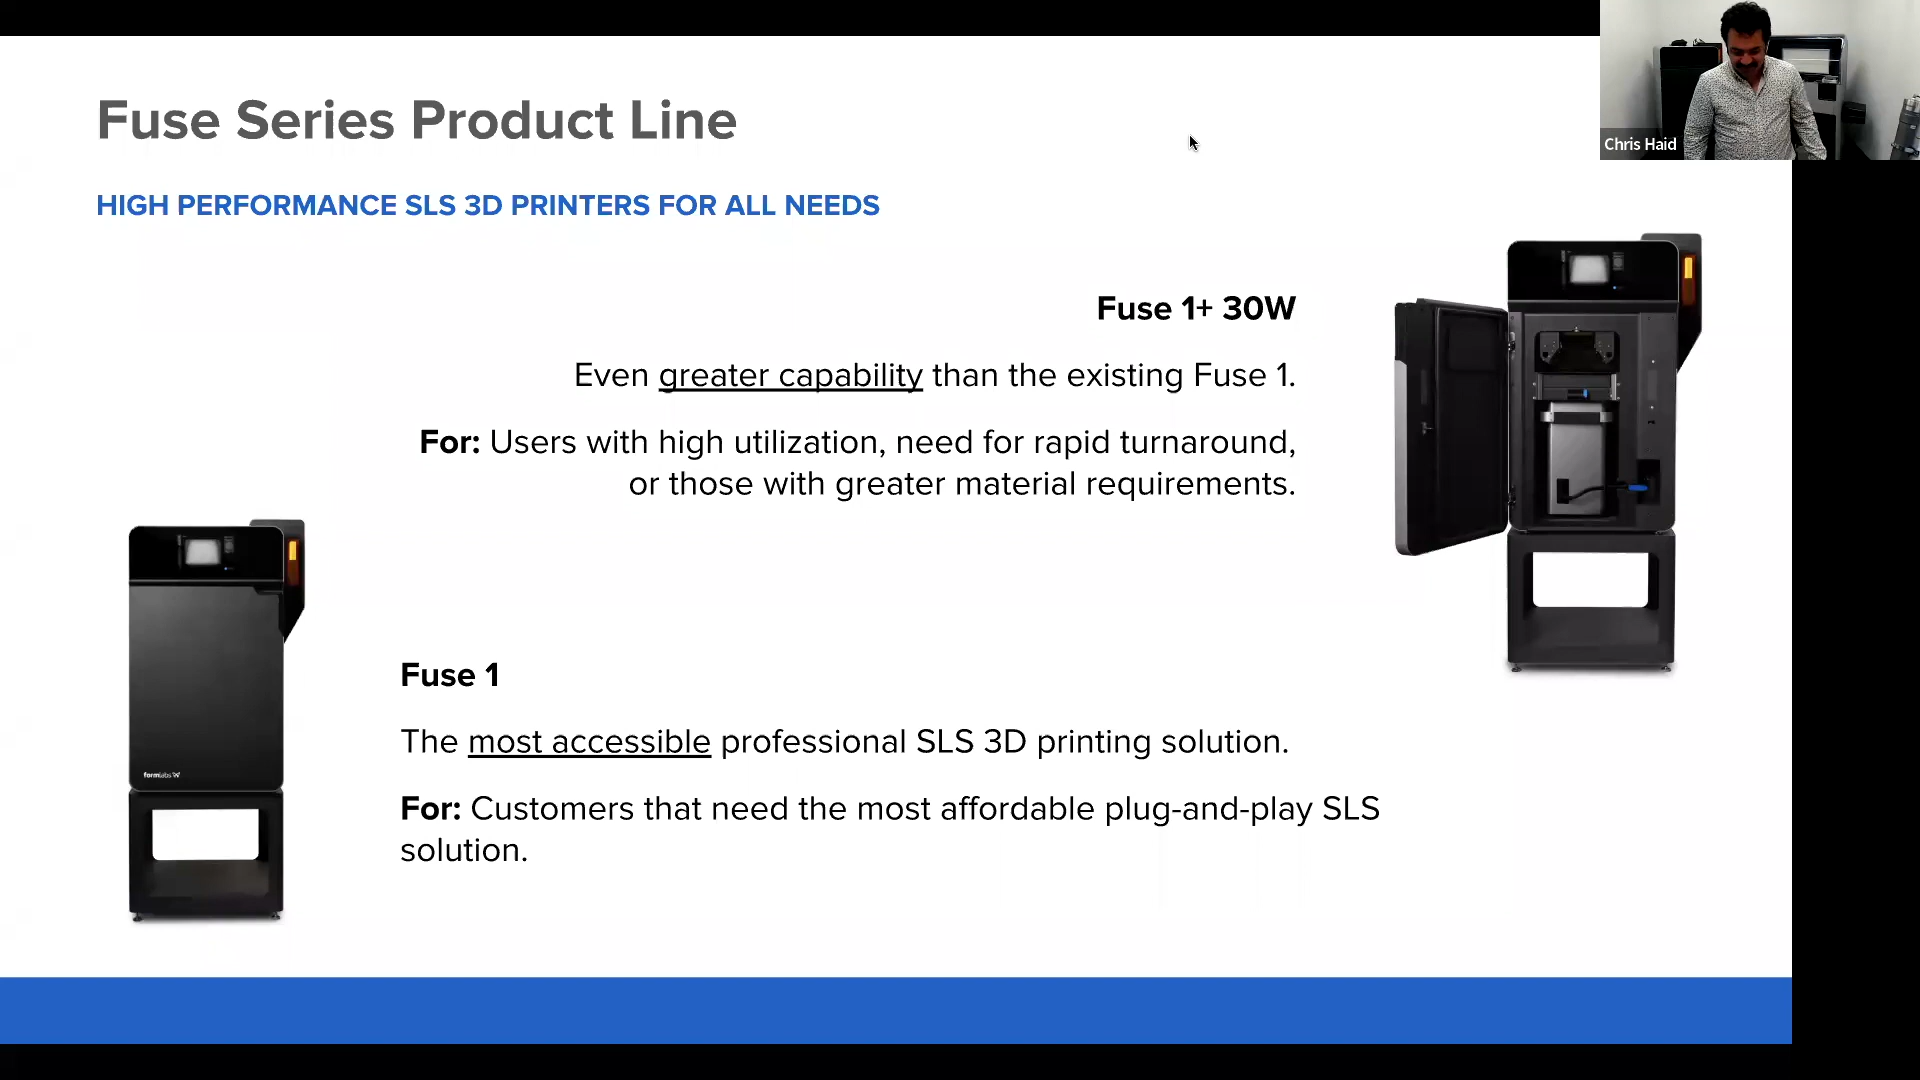 Fuse Series Product Line
HIGH PERFORMANCE SLS 3D PRINTERS FOR ALL NEEDS
Chris Haid
Fuse 1+ 30W
Even greater capability than the existing Fuse 1.
For: Users with high utilization, need for rapid turnaround,
or those with greater material requirements.
Fuse 1
The most accessible professional SLS 3D printing solution.
For: Customers that need the most affordable plug-and-play SLS
solution.
formlabs